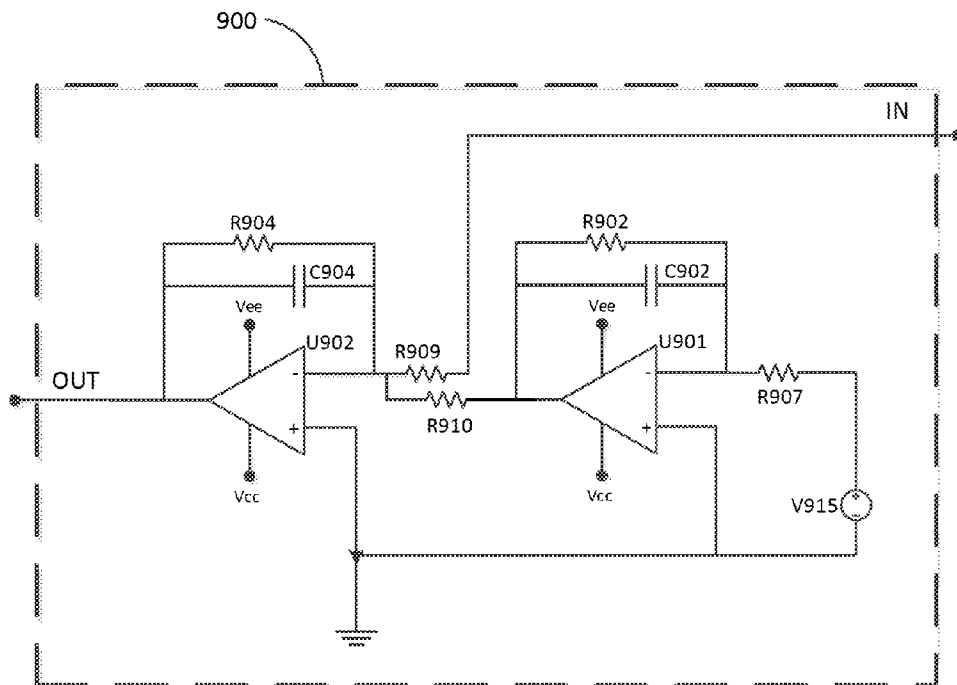 900
IN
R904
R902
C904
C902
Vee
Vee
U902
U901
OUT
R909
-
-
R907
R910
+
+
Vcc
Vcc
V915
+
-